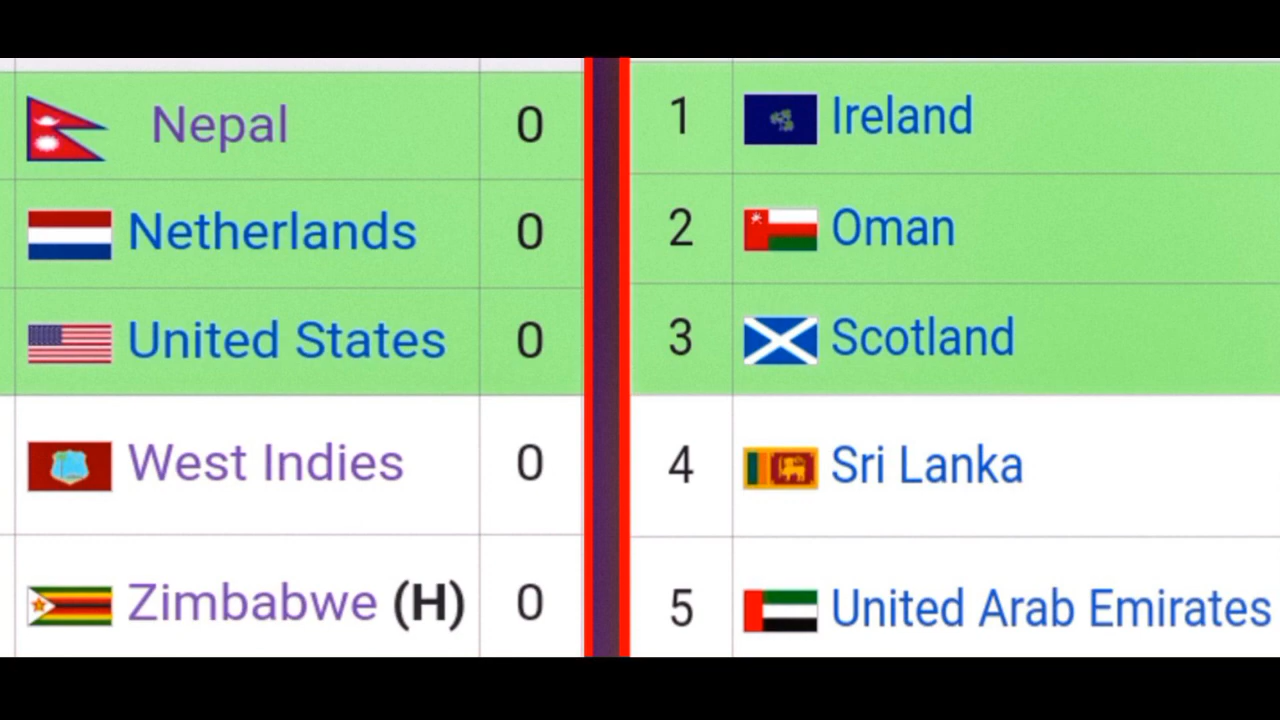 Nepal 0
Netherlands 0
United States 0
West Indies 0
Zimbabwe (H) 0
1 Ireland
2 Oman
3 Scotland
4 Sri Lanka
5 United Arab Emirates